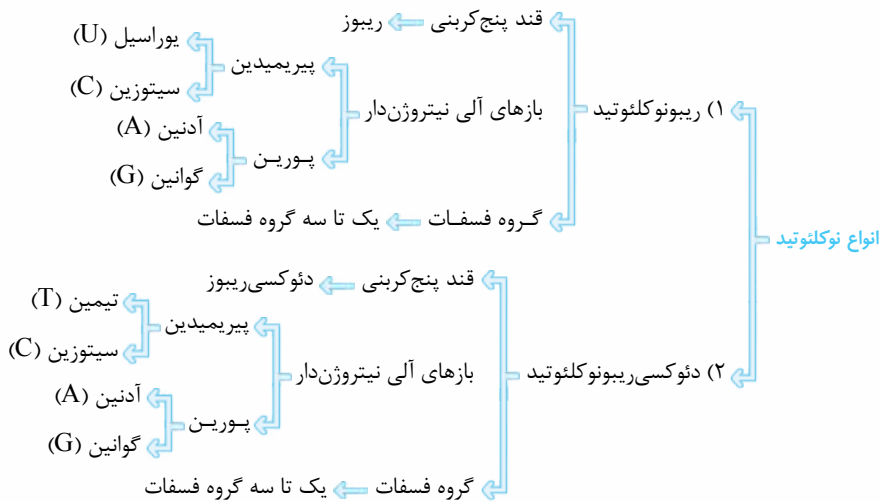 انواع نوکلئوتید
۱) ریبونوکلئوتید
قند پنج‌کربنی
ریبوز
بازهای آلی نیتروژن‌دار
پیریمیدین
یوراسیل (U)
سیتوزین (C)
پـوریـن
آدنین (A)
گوانین (G)
گـروه فسفـات
یک تا سه گروه فسفات
۲) دئوکسی‌ریبونوکلئوتید
قند پنج‌کربنی
دئوکسی‌ریبوز
بازهای آلی نیتروژن‌دار
پیریمیدین
تیمین (T)
سیتوزین (C)
پـوریـن
آدنین (A)
گوانین (G)
گروه فسفات
یک تا سه گروه فسفات